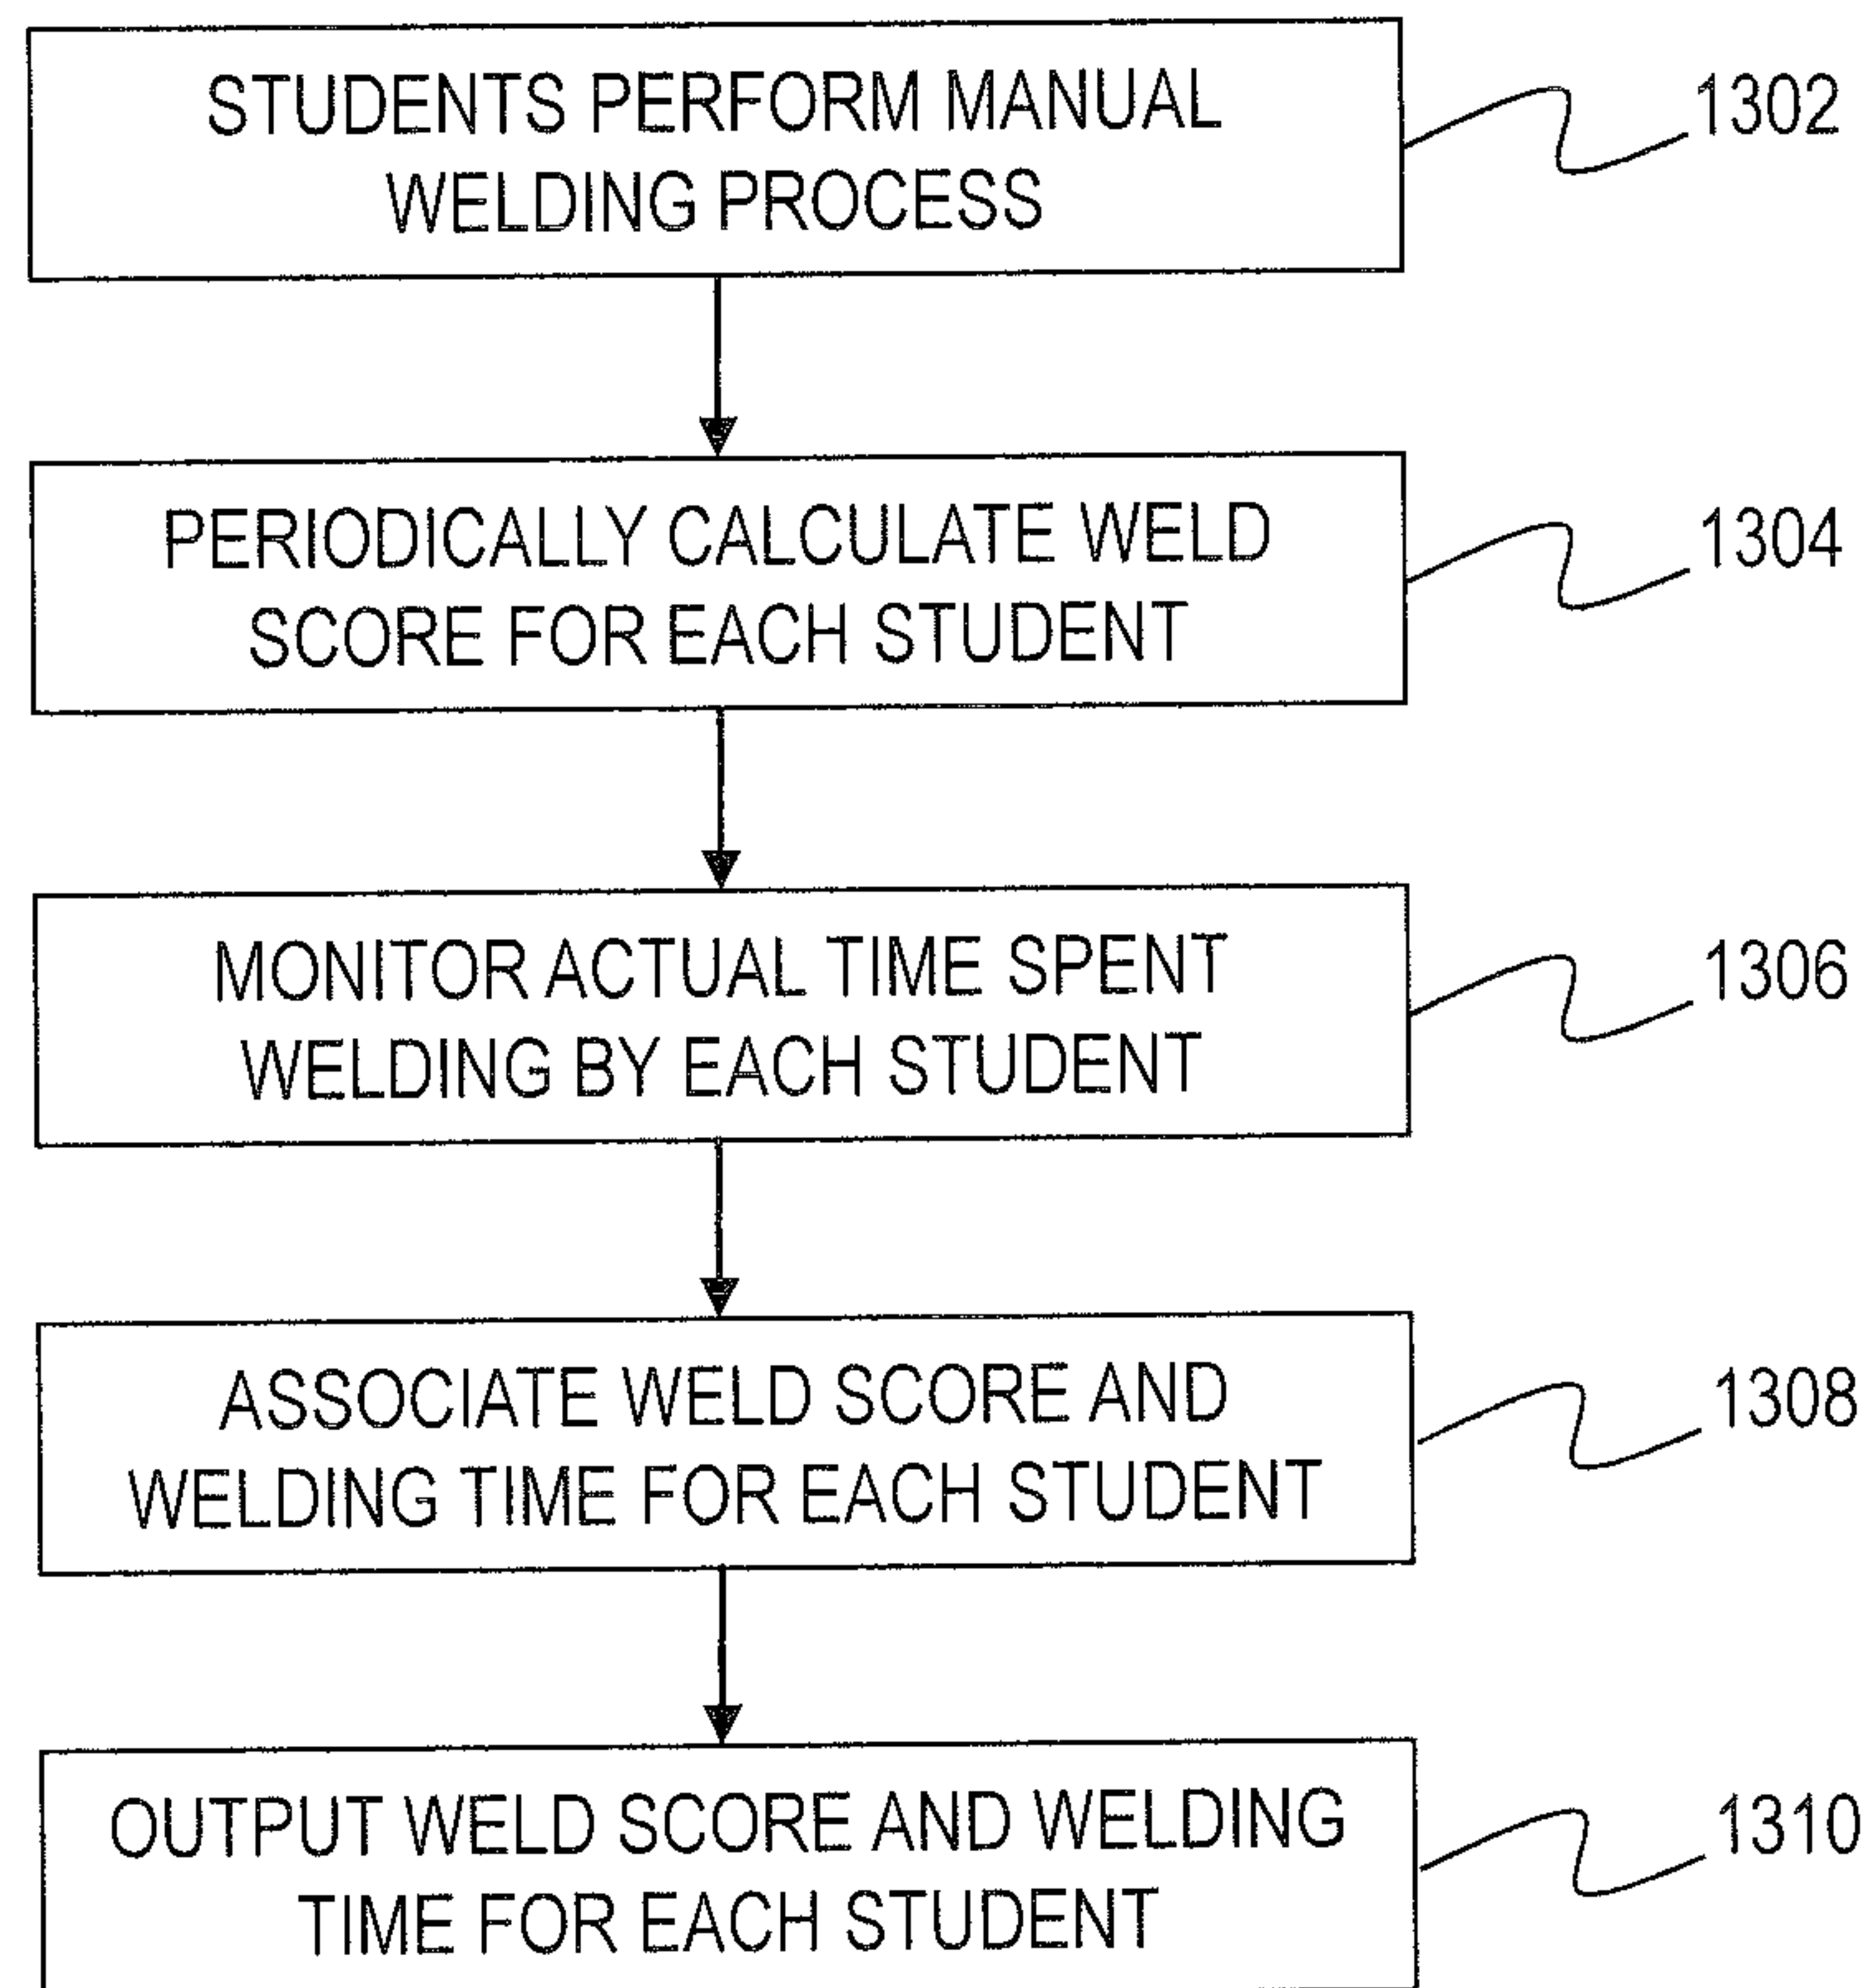 STUDENTS PERFORM MANUAL
WELDING PROCESS
1302
PERIODICALLY CALCULATE WELD
SCORE FOR EACH STUDENT
1304
MONITOR ACTUAL TIME SPENT
WELDING BY EACH STUDENT
1306
ASSOCIATE WELD SCORE AND
WELDING TIME FOR EACH STUDENT
1308
OUTPUT WELD SCORE AND WELDING
TIME FOR EACH STUDENT
1310